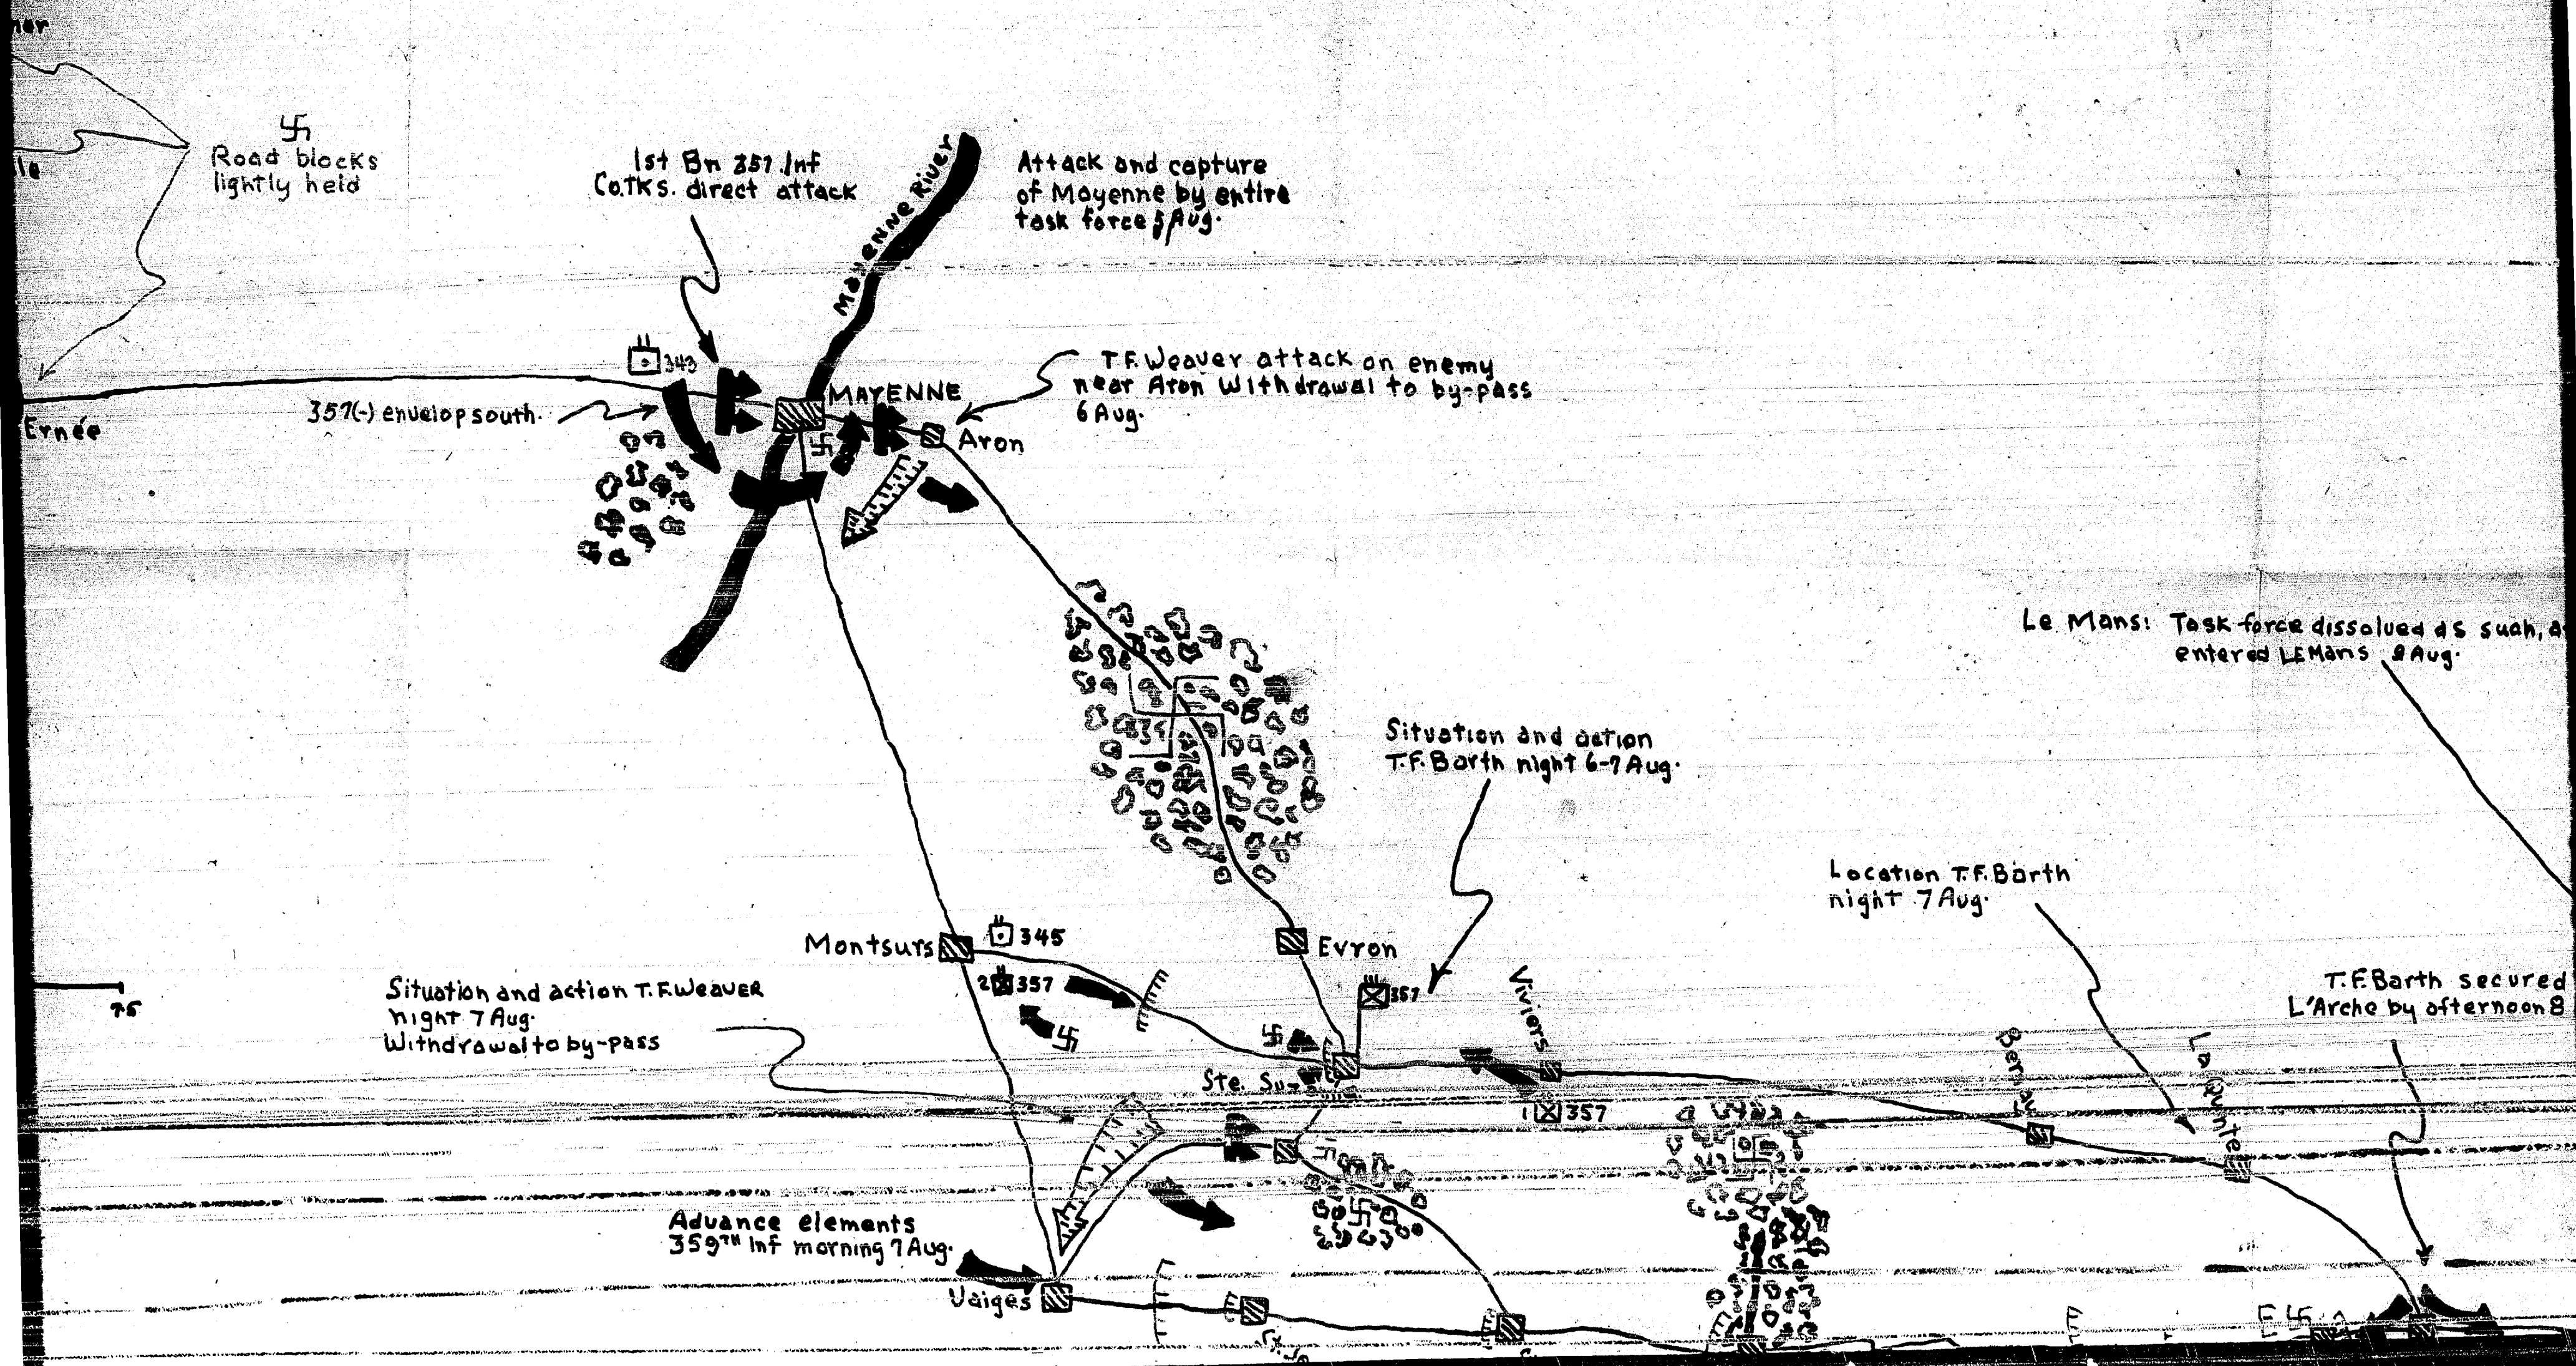 Road blocks
lightly held
1st Bn 357 Inf
Co.TKS. direct attack
MAYENNE RIVER
Attack and capture
of Mayenne by entire
task force 5 Aug.
343
MAYENNE
T.F. Weaver attack on enemy
near Aron Withdrawal to by-pass
6 Aug.
357(-) envelop south.
Ernée
Aron
Le Mans: Task force dissolved as such,
entered LE Mans 8 Aug.
Situation and action
T.F. Barth night 6-7 Aug.
Location T.F. Barth
night 7 Aug.
Montsurs
345
Evron
2 357
357
Viviers
Situation and action T.F. WEAVER
night 7 Aug.
Withdrawal to by-pass
75
T.F. Barth secured
L'Arche by afternoon 8
Bernay
La Quinte
Ste.
1 357
Advance elements
359TH Inf morning 7 Aug.
Vaiges